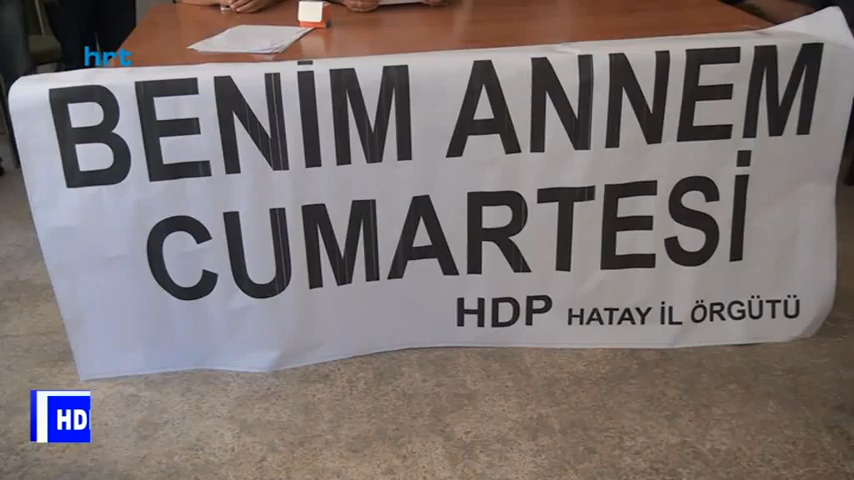 hrt
BENİM ANNEM
CUMARTESİ
HDP HATAY İL ÖRGÜTÜ
HD